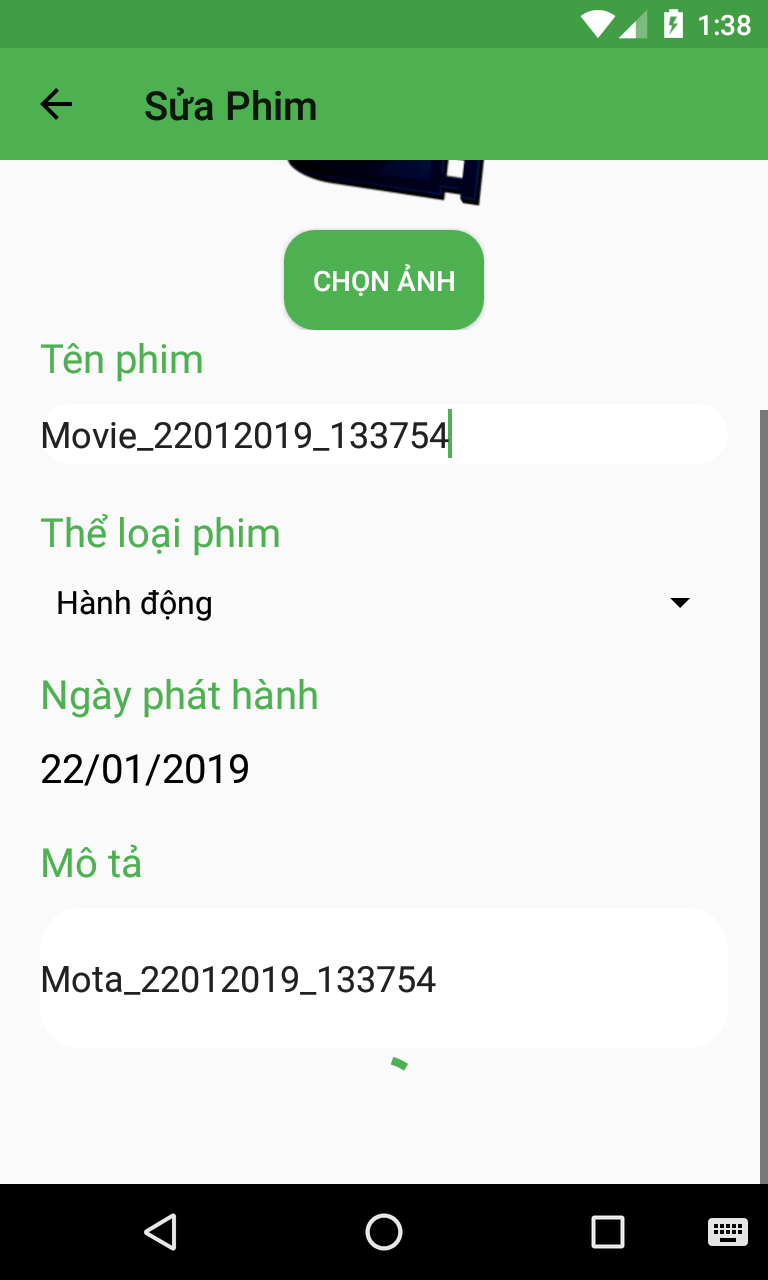 1:38
Sửa Phim
CHỌN ẢNH
Tên phim
Movie_22012019_133754
Thể loại phim
Hành động
Ngày phát hành
22/01/2019
Mô tả
Mota_22012019_133754